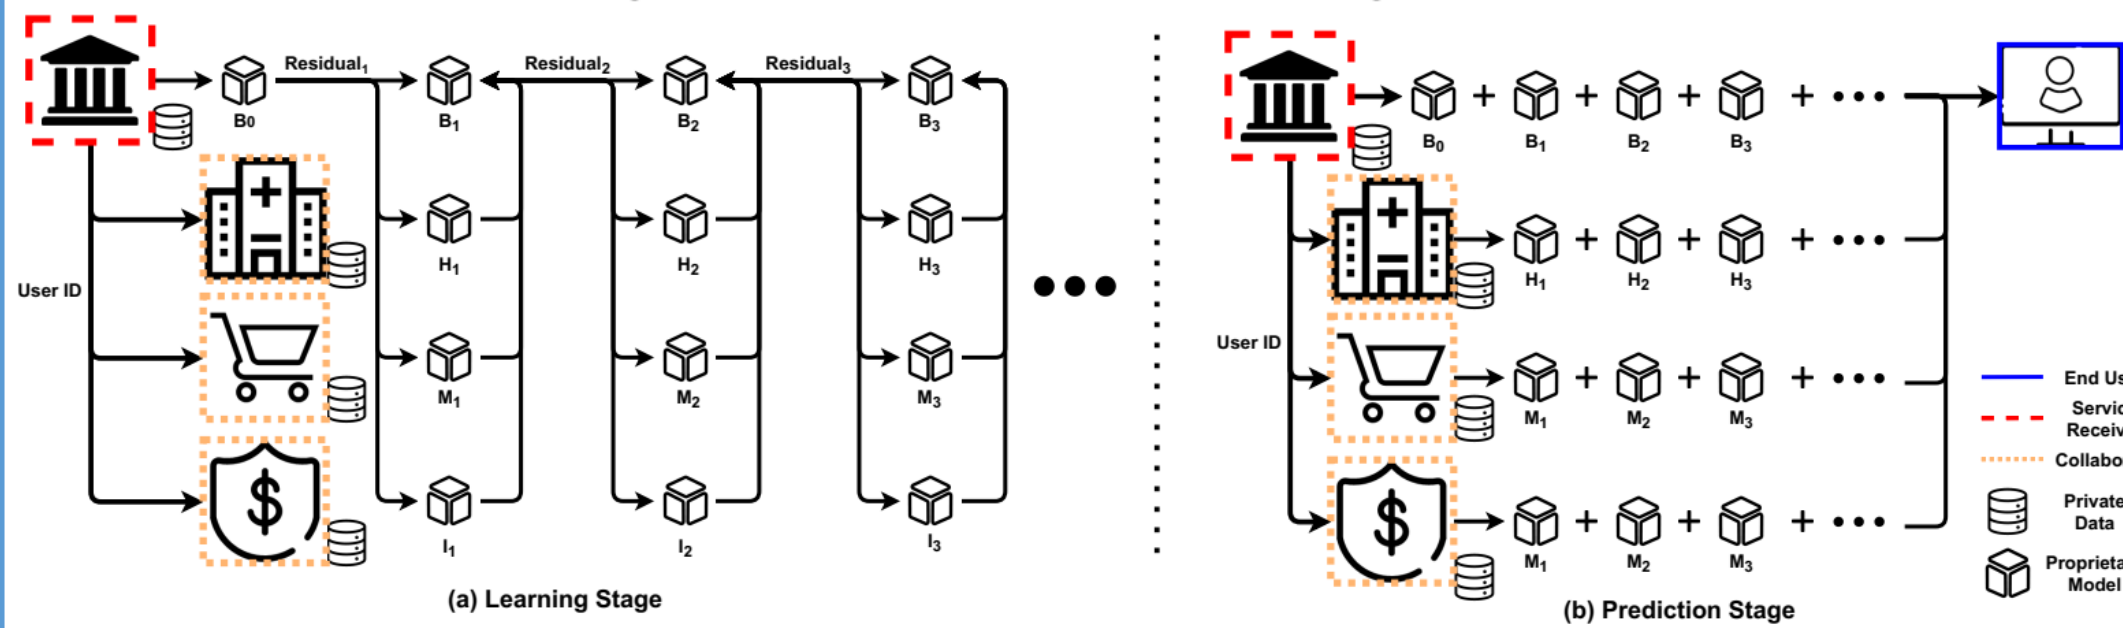 Residual1
Residual2
Residual3
B0
B1
B2
B3
H1
H2
H3
User ID
M1
M2
M3
I1
I2
I3
(a) Learning Stage
B0
B1
B2
B3
H1
H2
H3
User ID
M1
M2
M3
M1
M2
M3
(b) Prediction Stage
End Us
Servic
Receiv
Collabo
Private
Data
Proprieta
Model